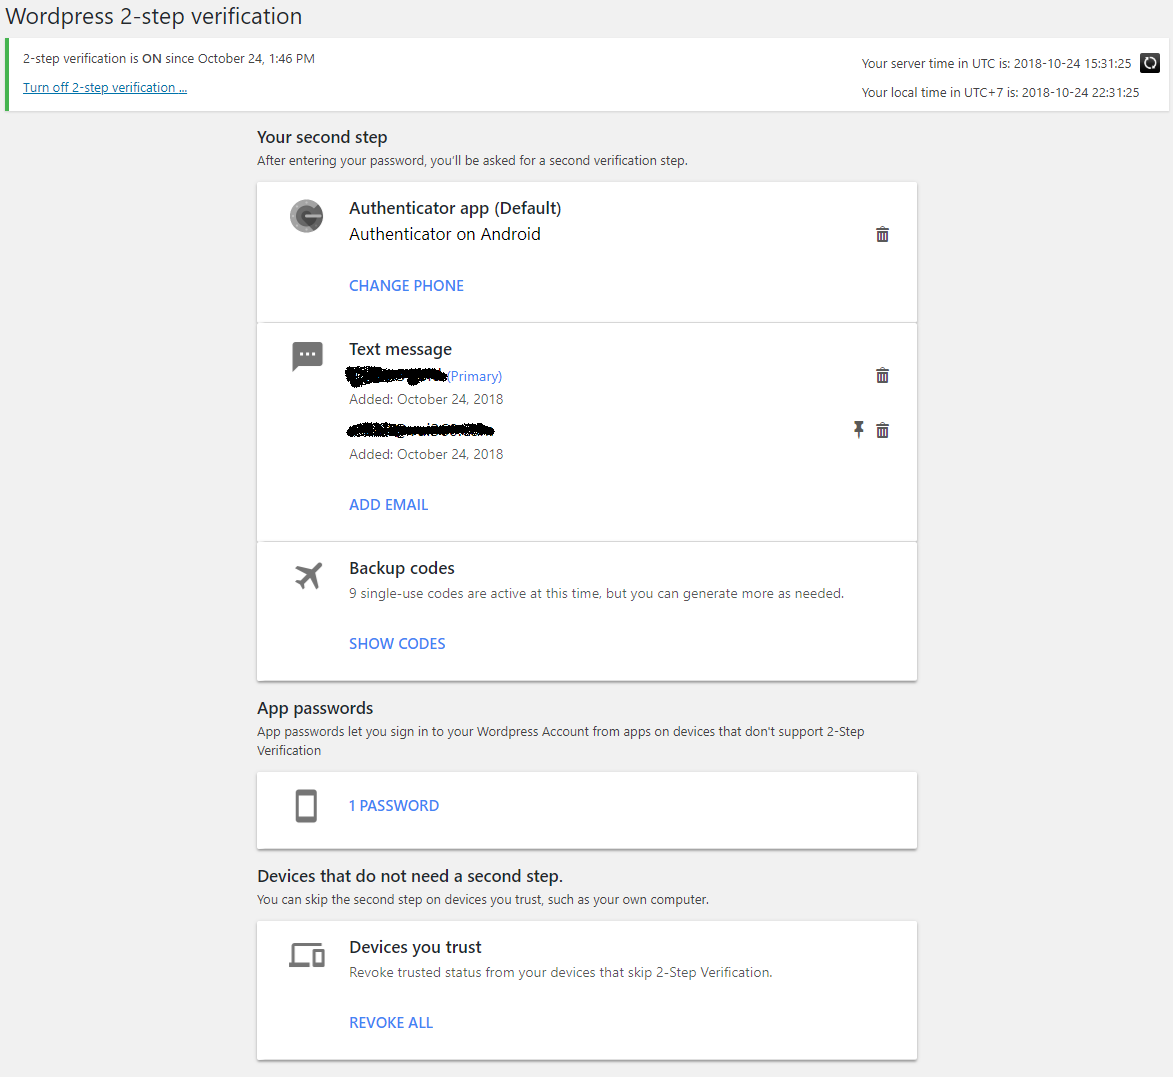 Wordpress 2-step verification
2-step verification is ON since October 24, 1:46 PM
Turn off 2-step verification ...
Your server time in UTC is: 2018-10-24 15:31:25
Your local time in UTC+7 is: 2018-10-24 22:31:25
Your second step
After entering your password, you'll be asked for a second verification step.
Authenticator app (Default)
Authenticator on Android
CHANGE PHONE
Text message
(Primary)
Added: October 24, 2018
Added: October 24, 2018
ADD EMAIL
Backup codes
9 single-use codes are active at this time, but you can generate more as needed.
SHOW CODES
App passwords
App passwords let you sign in to your Wordpress Account from apps on devices that don't support 2-Step
Verification
1 PASSWORD
Devices that do not need a second step.
You can skip the second step on devices you trust, such as your own computer.
Devices you trust
Revoke trusted status from your devices that skip 2-Step Verification.
REVOKE ALL